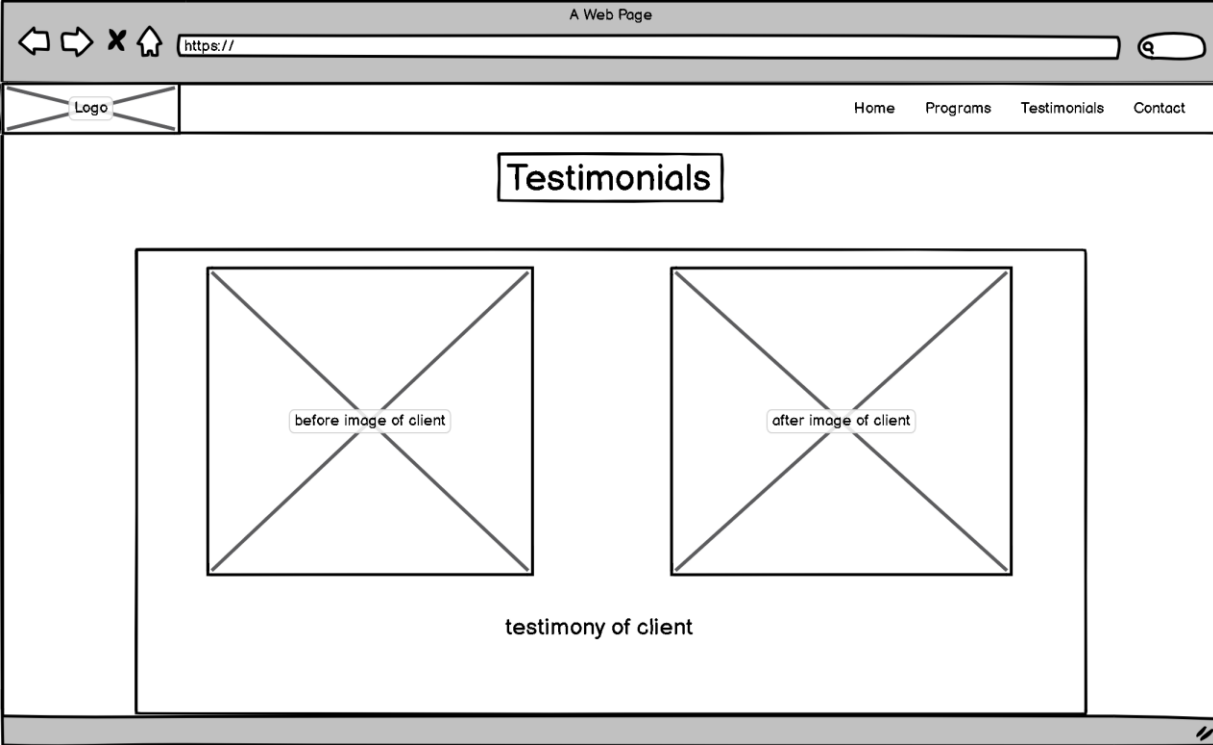 A Web Page
https://
Logo
Home Programs Testimonials Contact
Testimonials
before image of client
after image of client
testimony of client